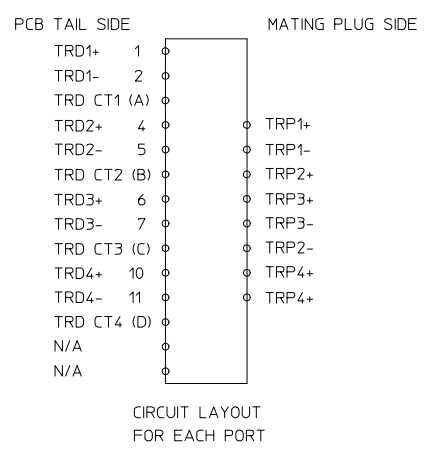 PCB TAIL SIDE MATING PLUG SIDE
TRD1+ 1
TRD1- 2
TRD CT1 (A)
TRD2+ 4 TRP1+
TRD2- 5 TRP1-
TRD CT2 (B) TRP2+
TRD3+ 6 TRP3+
TRD3- 7 TRP3-
TRD CT3 (C) TRP2-
TRD4+ 10 TRP4+
TRD4- 11 TRP4+
TRD CT4 (D)
N/A
N/A
CIRCUIT LAYOUT
FOR EACH PORT